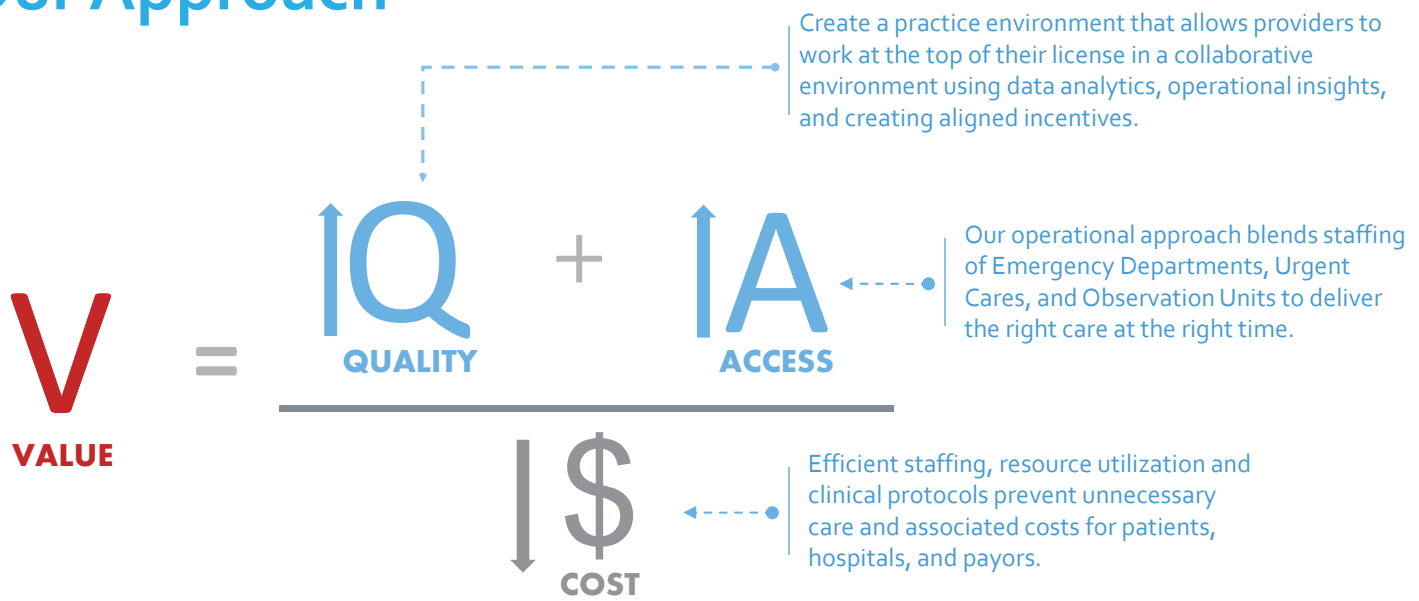 Our Approach
Create a practice environment that allows providers to
work at the top of their license in a collaborative
environment using data analytics, operational insights,
and creating aligned incentives.
Q
+
A
QUALITY
ACCESS
Our operational approach blends staffing
of Emergency Departments, Urgent
Cares, and Observation Units to deliver
the right care at the right time.
V
=
VALUE
$
COST
Efficient staffing, resource utilization and
clinical protocols prevent unnecessary
care and associated costs for patients,
hospitals, and payors.